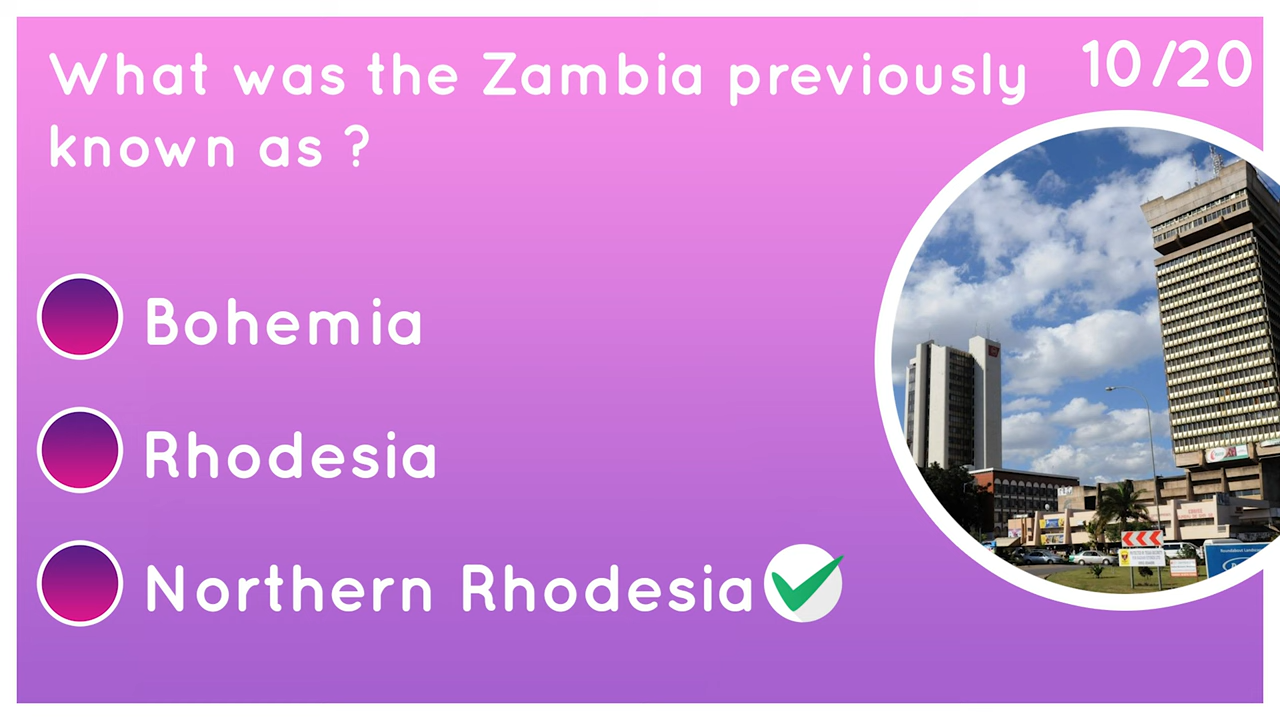 What was the Zambia previously
known as ?
10/20
Bohemia
Rhodesia
Northern Rhodesia